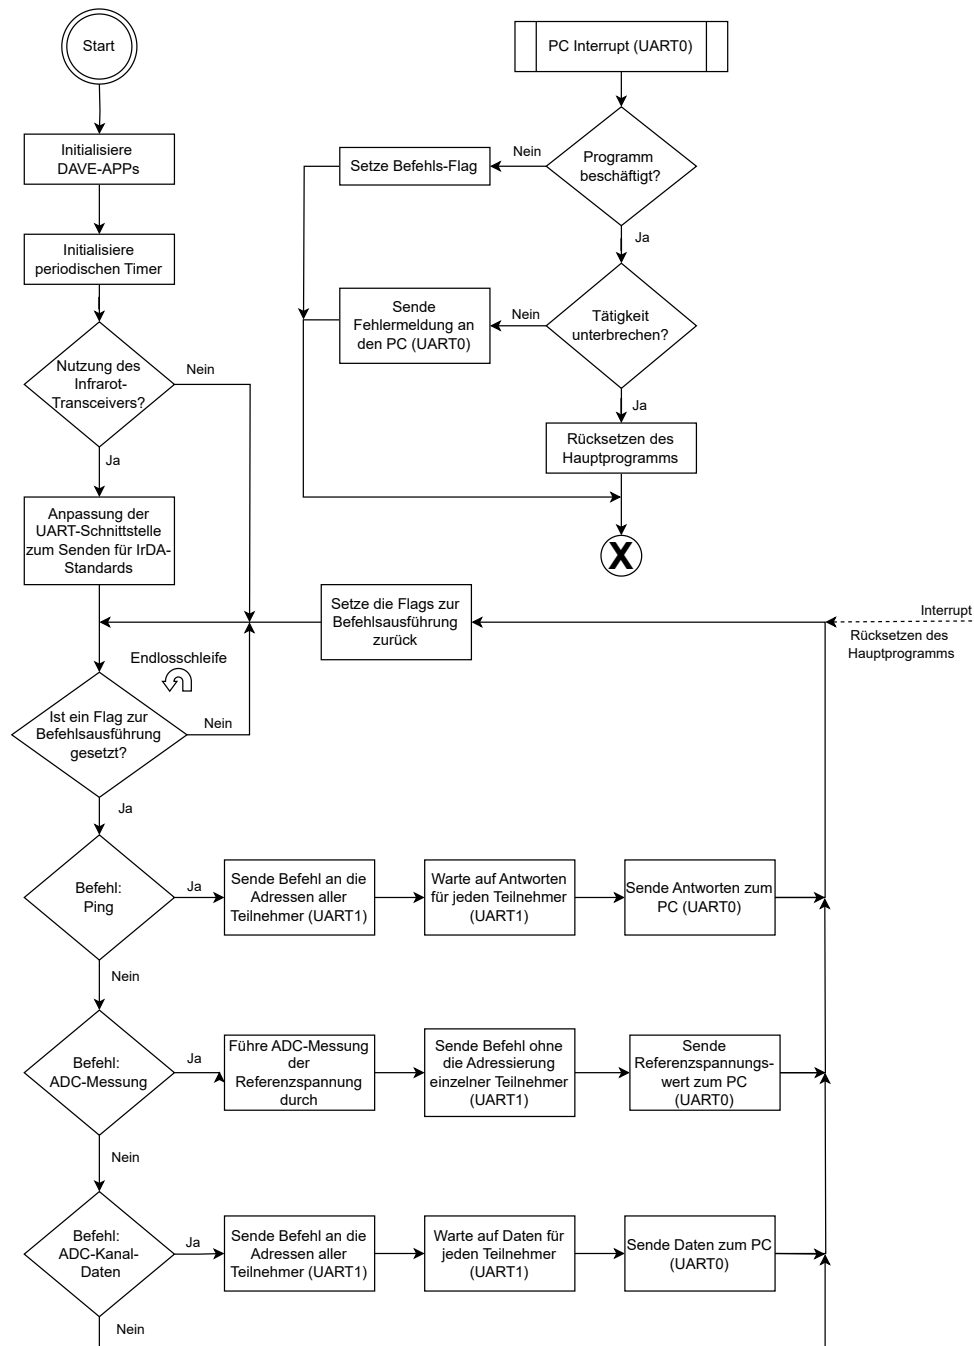 Start
Initialisiere
DAVE-APPs
Initialisiere
periodischen Timer
Nutzung des
Infrarot-
Transceivers?
Nein
Ja
Anpassung der
UART-Schnittstelle
zum Senden für IrDA-
Standards
PC Interrupt (UART0)
Programm
beschäftigt?
Nein
Setze Befehls-Flag
Ja
Tätigkeit
unterbrechen?
Nein
Sende
Fehlermeldung an
den PC (UART0)
Ja
Rücksetzen des
Hauptprogramms
X
Interrupt
Rücksetzen des
Hauptprogramms
Setze die Flags zur
Befehlsausführung
zurück
Endlosschleife
Ist ein Flag zur
Befehlsausführung
gesetzt?
Nein
Ja
Befehl:
Ping
Ja
Sende Befehl an die
Adressen aller
Teilnehmer (UART1)
Warte auf Antworten
für jeden Teilnehmer
(UART1)
Sende Antworten zum
PC (UART0)
Nein
Befehl:
ADC-Messung
Ja
Führe ADC-Messung
der
Referenzspannung
durch
Sende Befehl ohne
die Adressierung
einzelner Teilnehmer
(UART1)
Sende
Referenzspannungs-
wert zum PC
(UART0)
Nein
Befehl:
ADC-Kanal-
Daten
Ja
Sende Befehl an die
Adressen aller
Teilnehmer (UART1)
Warte auf Daten für
jeden Teilnehmer
(UART1)
Sende Daten zum PC
(UART0)
Nein